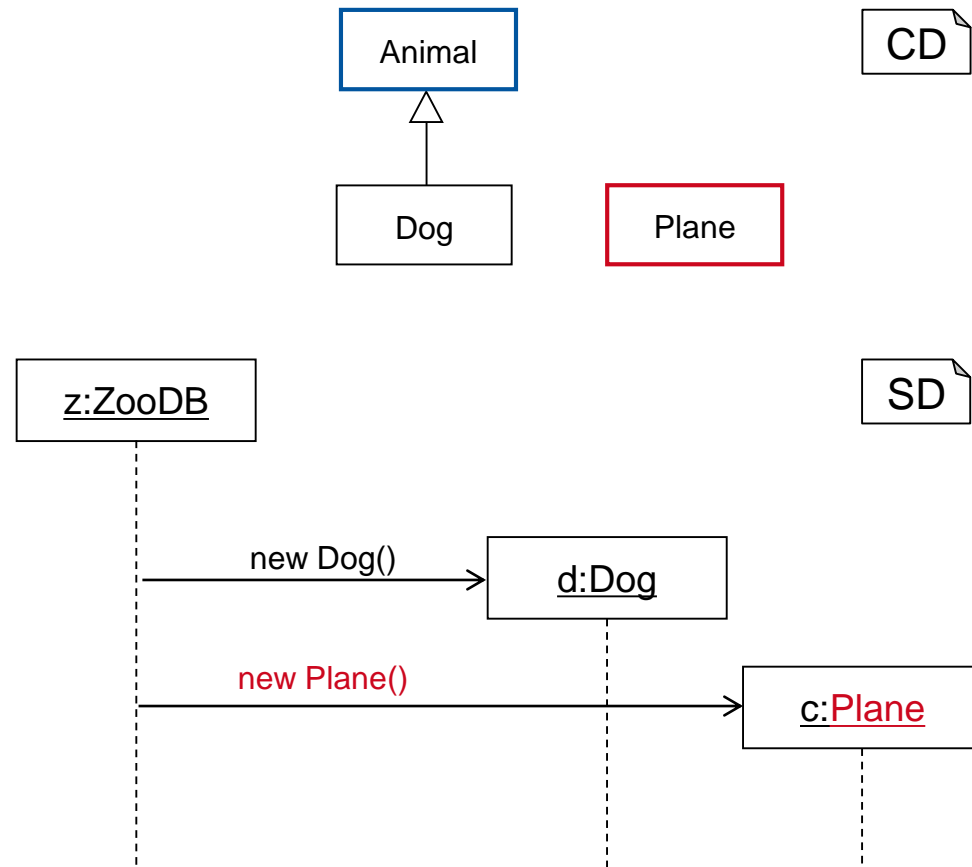 Animal
CD
Dog
Plane
z:ZooDB
SD
new Dog()
d:Dog
new Plane()
c:Plane